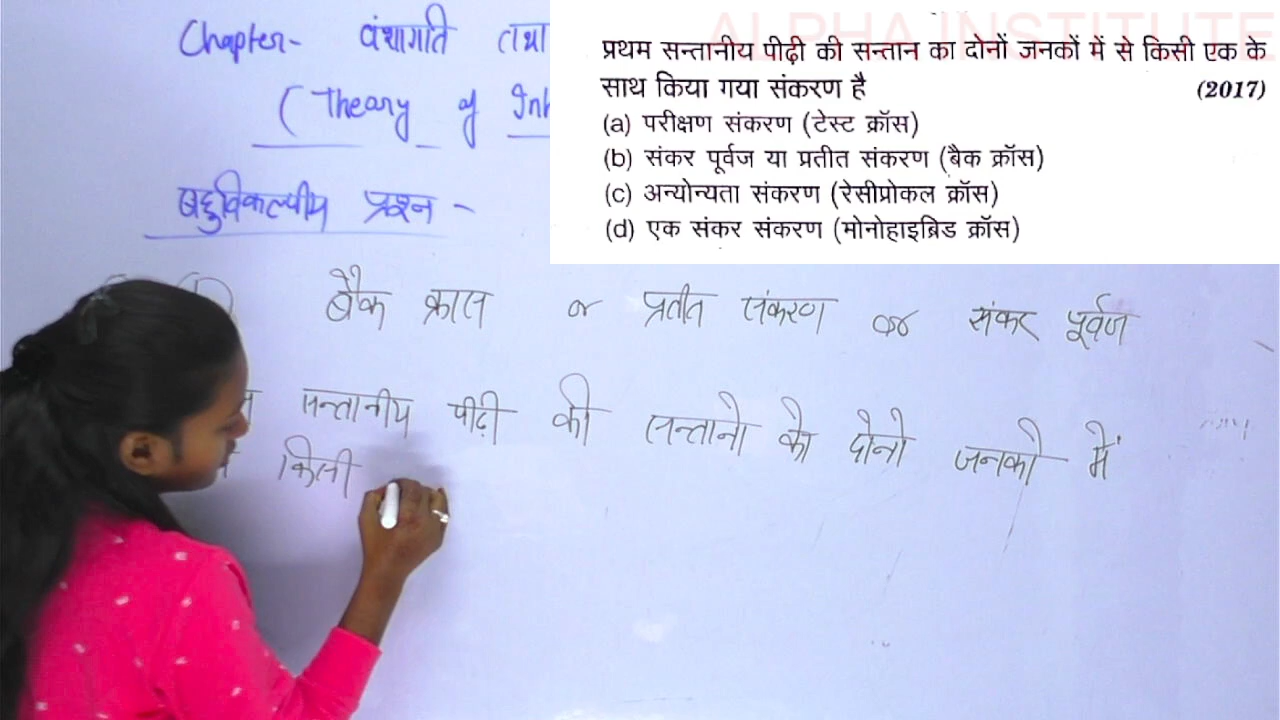 ALPHA INSTITUTE
Chapter- वंशागति तथा
(Theory of Inh
बहुविकल्पीय प्रश्न -
प्रथम सन्तानीय पीढ़ी की सन्तान का दोनों जनकों में से किसी एक के
साथ किया गया संकरण है (2017)
(a) परीक्षण संकरण (टेस्ट क्रॉस)
(b) संकर पूर्वज या प्रतीत संकरण (बैक क्रॉस)
(c) अन्योन्यता संकरण (रेसीप्रोकल क्रॉस)
(d) एक संकर संकरण (मोनोहाइब्रिड क्रॉस)
बैक क्रास or प्रतीत संकरण or संकर पूर्वज
सन्तानीय पीढ़ी की सन्तानो को दोनो जनको में
किसी